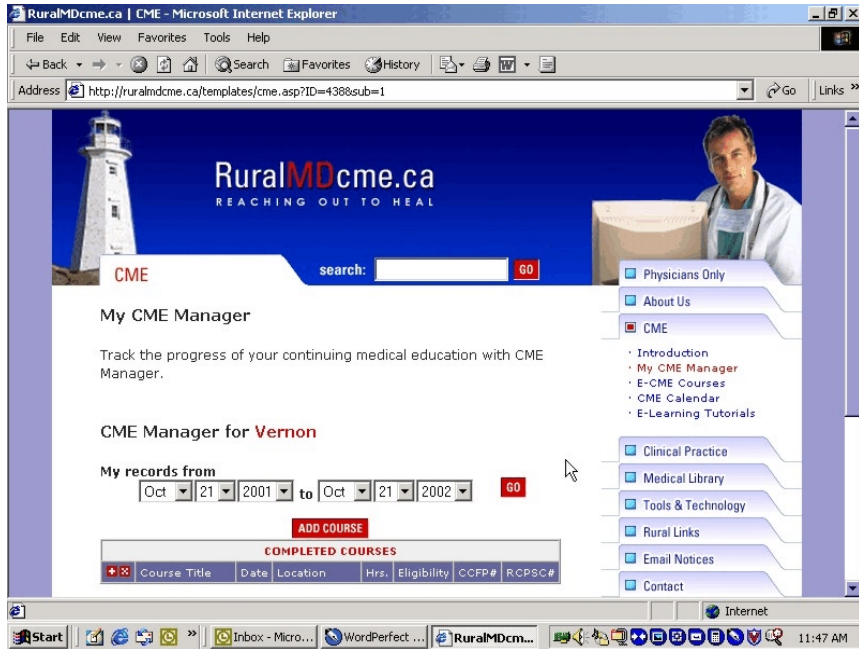 RuralMDcme.ca | CME - Microsoft Internet Explorer
File Edit View Favorites Tools Help
Back Search Favorites History
Address http://ruralmdcme.ca/templates/cme.asp?ID=438&sub=1 Go Links »
RuralMDcme.ca
REACHING OUT TO HEAL
CME search: GO
Physicians Only
About Us
CME
· Introduction
· My CME Manager
· E-CME Courses
· CME Calendar
· E-Learning Tutorials
Clinical Practice
Medical Library
Tools & Technology
Rural Links
Email Notices
Contact
My CME Manager
Track the progress of your continuing medical education with CME
Manager.
CME Manager for Vernon
My records from
Oct 21 2001 to Oct 21 2002 GO
ADD COURSE
COMPLETED COURSES
Course Title Date Location Hrs. Eligibility CCFP# RCPSC#
Internet
Start » Inbox - Micro... WordPerfect ... RuralMDcm... 11:47 AM